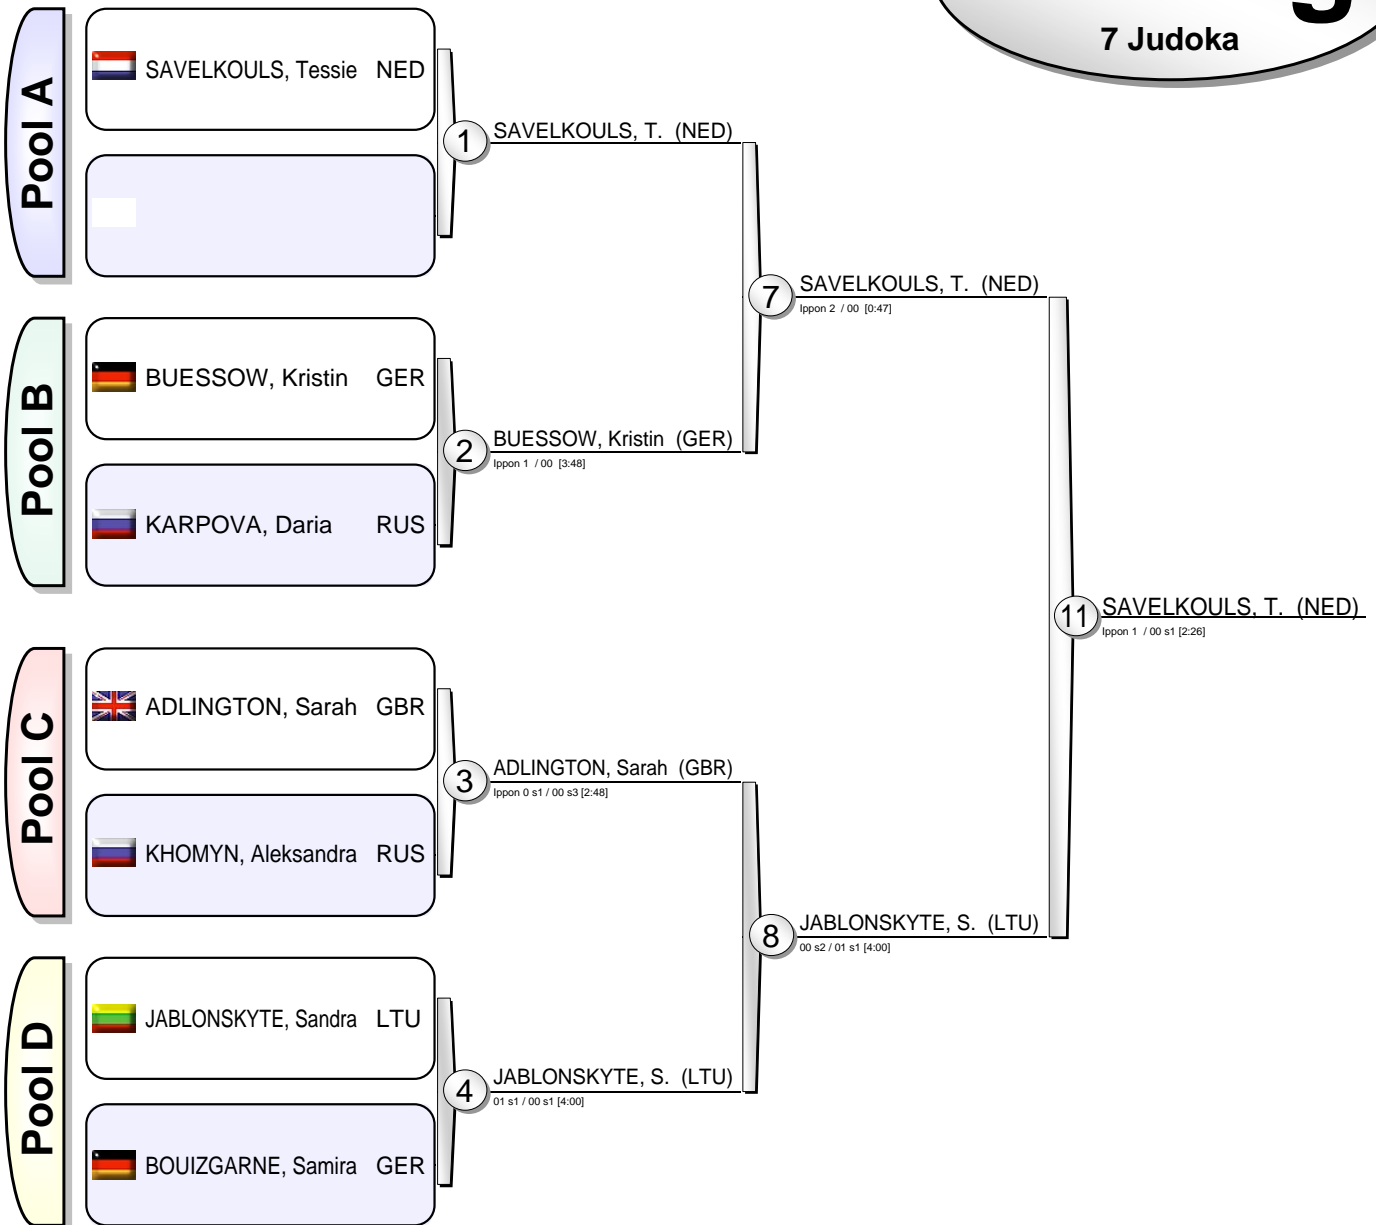 7 Judoka
Pool A
SAVELKOULS, Tessie NED
1 SAVELKOULS, T. (NED)
7 SAVELKOULS, T. (NED)
Ippon 2 / 00 [0:47]
Pool B
BUESSOW, Kristin GER
2 BUESSOW, Kristin (GER)
Ippon 1 / 00 [3:48]
KARPOVA, Daria RUS
11 SAVELKOULS, T. (NED)
Ippon 1 / 00 s1 [2:26]
Pool C
ADLINGTON, Sarah GBR
3 ADLINGTON, Sarah (GBR)
Ippon 0 s1 / 00 s3 [2:48]
KHOMYN, Aleksandra RUS
8 JABLONSKYTE, S. (LTU)
00 s2 / 01 s1 [4:00]
Pool D
JABLONSKYTE, Sandra LTU
4 JABLONSKYTE, S. (LTU)
01 s1 / 00 s1 [4:00]
BOUIZGARNE, Samira GER